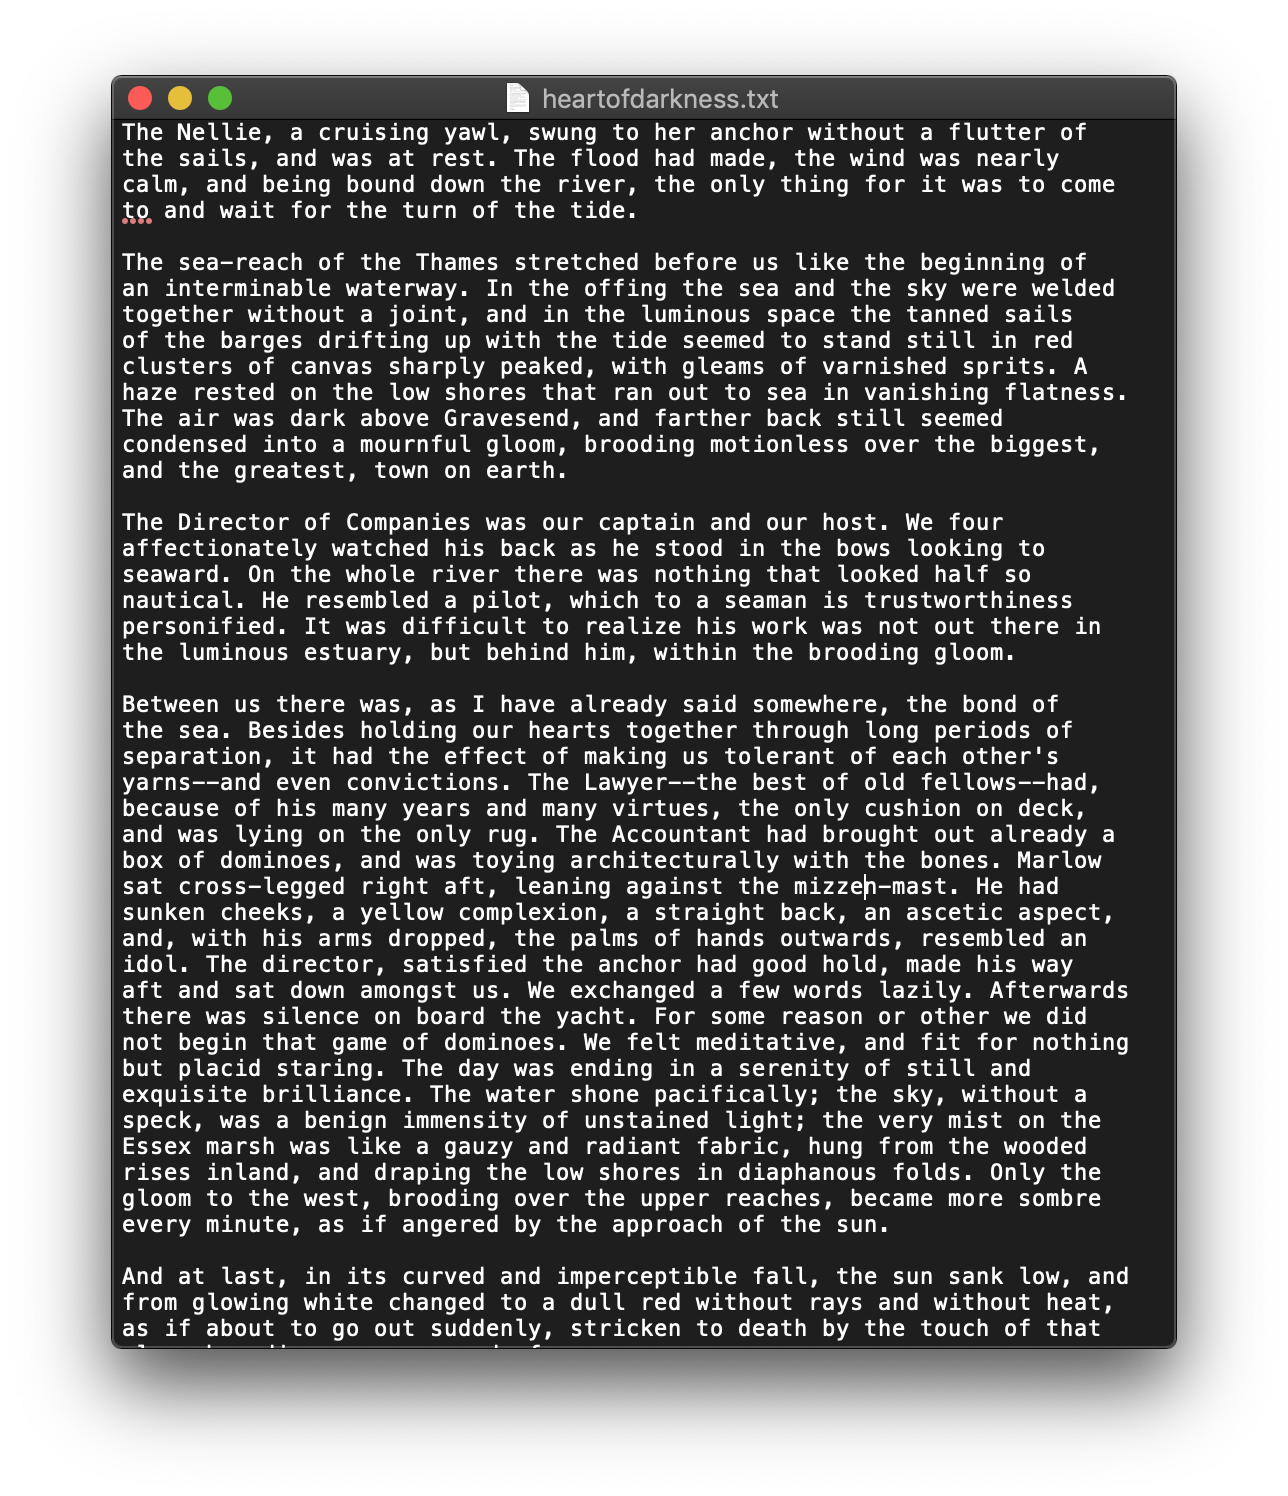 heartofdarkness.txt
The Nellie, a cruising yawl, swung to her anchor without a flutter of
the sails, and was at rest. The flood had made, the wind was nearly
calm, and being bound down the river, the only thing for it was to come
to and wait for the turn of the tide.

The sea-reach of the Thames stretched before us like the beginning of
an interminable waterway. In the offing the sea and the sky were welded
together without a joint, and in the luminous space the tanned sails
of the barges drifting up with the tide seemed to stand still in red
clusters of canvas sharply peaked, with gleams of varnished sprits. A
haze rested on the low shores that ran out to sea in vanishing flatness.
The air was dark above Gravesend, and farther back still seemed
condensed into a mournful gloom, brooding motionless over the biggest,
and the greatest, town on earth.

The Director of Companies was our captain and our host. We four
affectionately watched his back as he stood in the bows looking to
seaward. On the whole river there was nothing that looked half so
nautical. He resembled a pilot, which to a seaman is trustworthiness
personified. It was difficult to realize his work was not out there in
the luminous estuary, but behind him, within the brooding gloom.

Between us there was, as I have already said somewhere, the bond of
the sea. Besides holding our hearts together through long periods of
separation, it had the effect of making us tolerant of each other's
yarns--and even convictions. The Lawyer--the best of old fellows--had,
because of his many years and many virtues, the only cushion on deck,
and was lying on the only rug. The Accountant had brought out already a
box of dominoes, and was toying architecturally with the bones. Marlow
sat cross-legged right aft, leaning against the mizzen-mast. He had
sunken cheeks, a yellow complexion, a straight back, an ascetic aspect,
and, with his arms dropped, the palms of hands outwards, resembled an
idol. The director, satisfied the anchor had good hold, made his way
aft and sat down amongst us. We exchanged a few words lazily. Afterwards
there was silence on board the yacht. For some reason or other we did
not begin that game of dominoes. We felt meditative, and fit for nothing
but placid staring. The day was ending in a serenity of still and
exquisite brilliance. The water shone pacifically; the sky, without a
speck, was a benign immensity of unstained light; the very mist on the
Essex marsh was like a gauzy and radiant fabric, hung from the wooded
rises inland, and draping the low shores in diaphanous folds. Only the
gloom to the west, brooding over the upper reaches, became more sombre
every minute, as if angered by the approach of the sun.

And at last, in its curved and imperceptible fall, the sun sank low, and
from glowing white changed to a dull red without rays and without heat,
as if about to go out suddenly, stricken to death by the touch of that